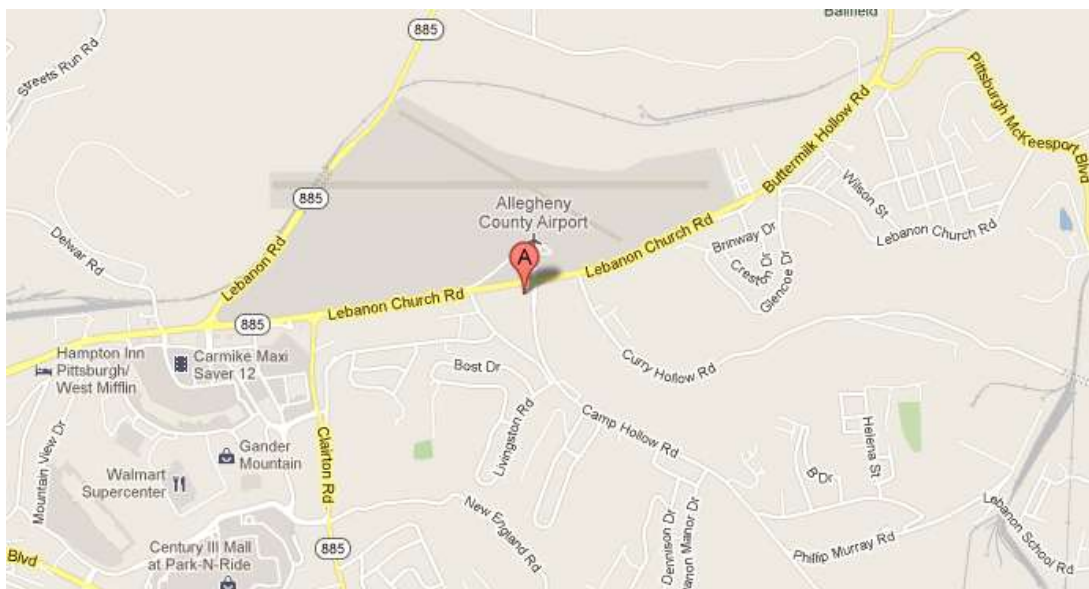 Ballfield
885
Streets Run Rd
Pittsburgh McKeesport Blvd
Buttermilk Hollow Rd
Wilson St
885
Allegheny
County Airport
Delwar Rd
Lebanon Rd
Lebanon Church Rd
Brinway Dr
Creston Dr
Glencoe Dr
Lebanon Church Rd
A
Lebanon Church Rd
885
Hampton Inn
Pittsburgh/
West Mifflin
Carmike Maxi
Saver 12
Bost Dr
Curry Hollow Rd
Livingston Rd
Camp Hollow Rd
Helena St
Mountain View Dr
Clairton Rd
Gander
Mountain
Walmart
Supercenter
B Dr
New England Rd
Dennison Dr
anon Manor Dr
Lebanon School Rd
Phillip Murray Rd
885
Century III Mall
at Park-N-Ride
Blvd